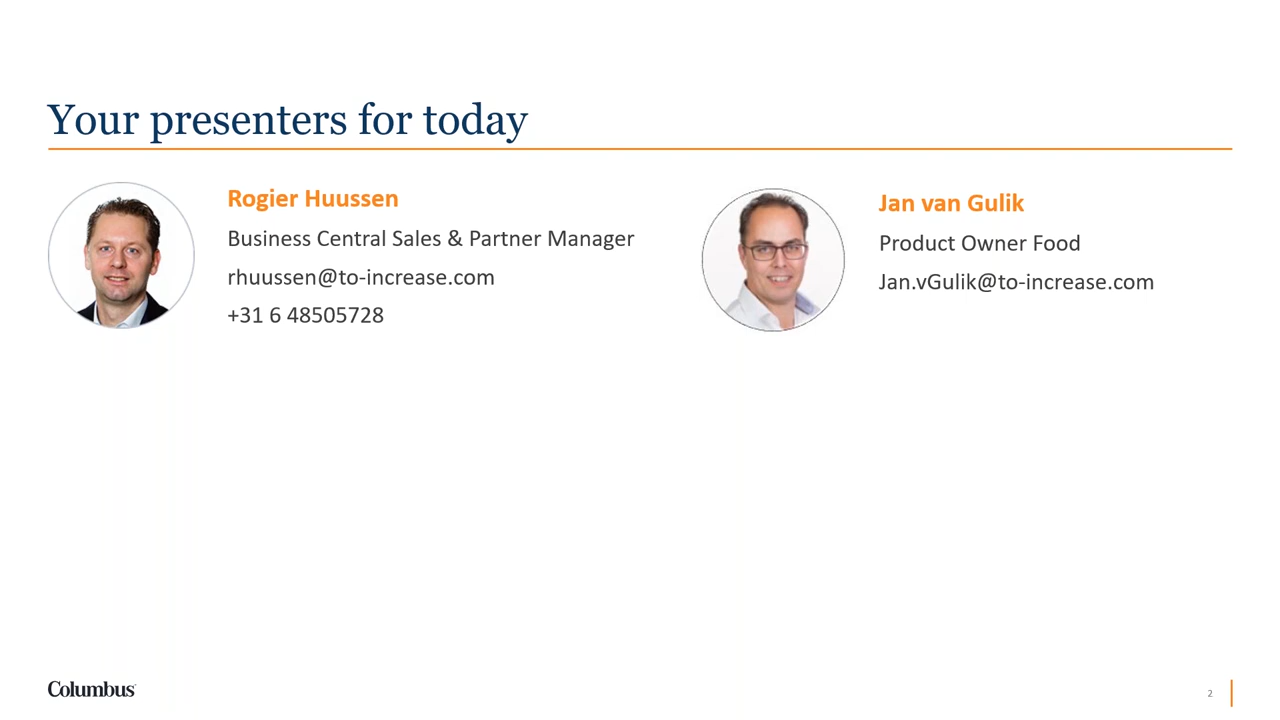 Your presenters for today
Rogier Huussen
Business Central Sales & Partner Manager
rhuussen@to-increase.com
+31 6 48505728
Jan van Gulik
Product Owner Food
Jan.vGulik@to-increase.com
Columbus
2